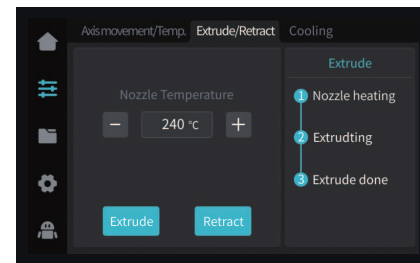 Axis movement/Temp. Extrude/Retract Cooling
Extrude
Nozzle Temperature
1 Nozzle heating
− 240 °C +
2 Extrudting
3 Extrude done
Extrude Retract